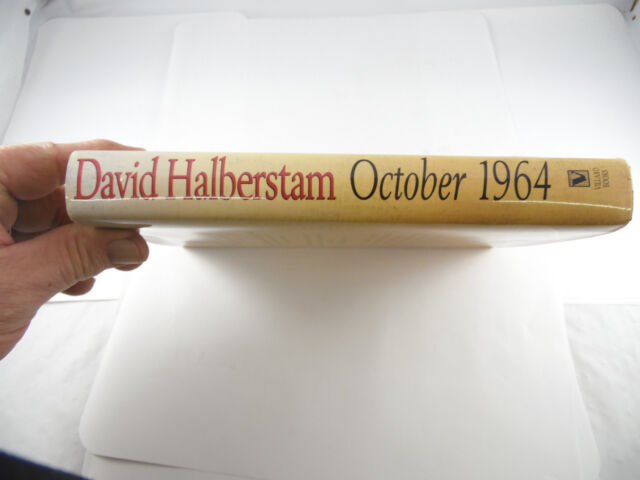 David Halberstam October 1964
V
VILLARD
BOOKS